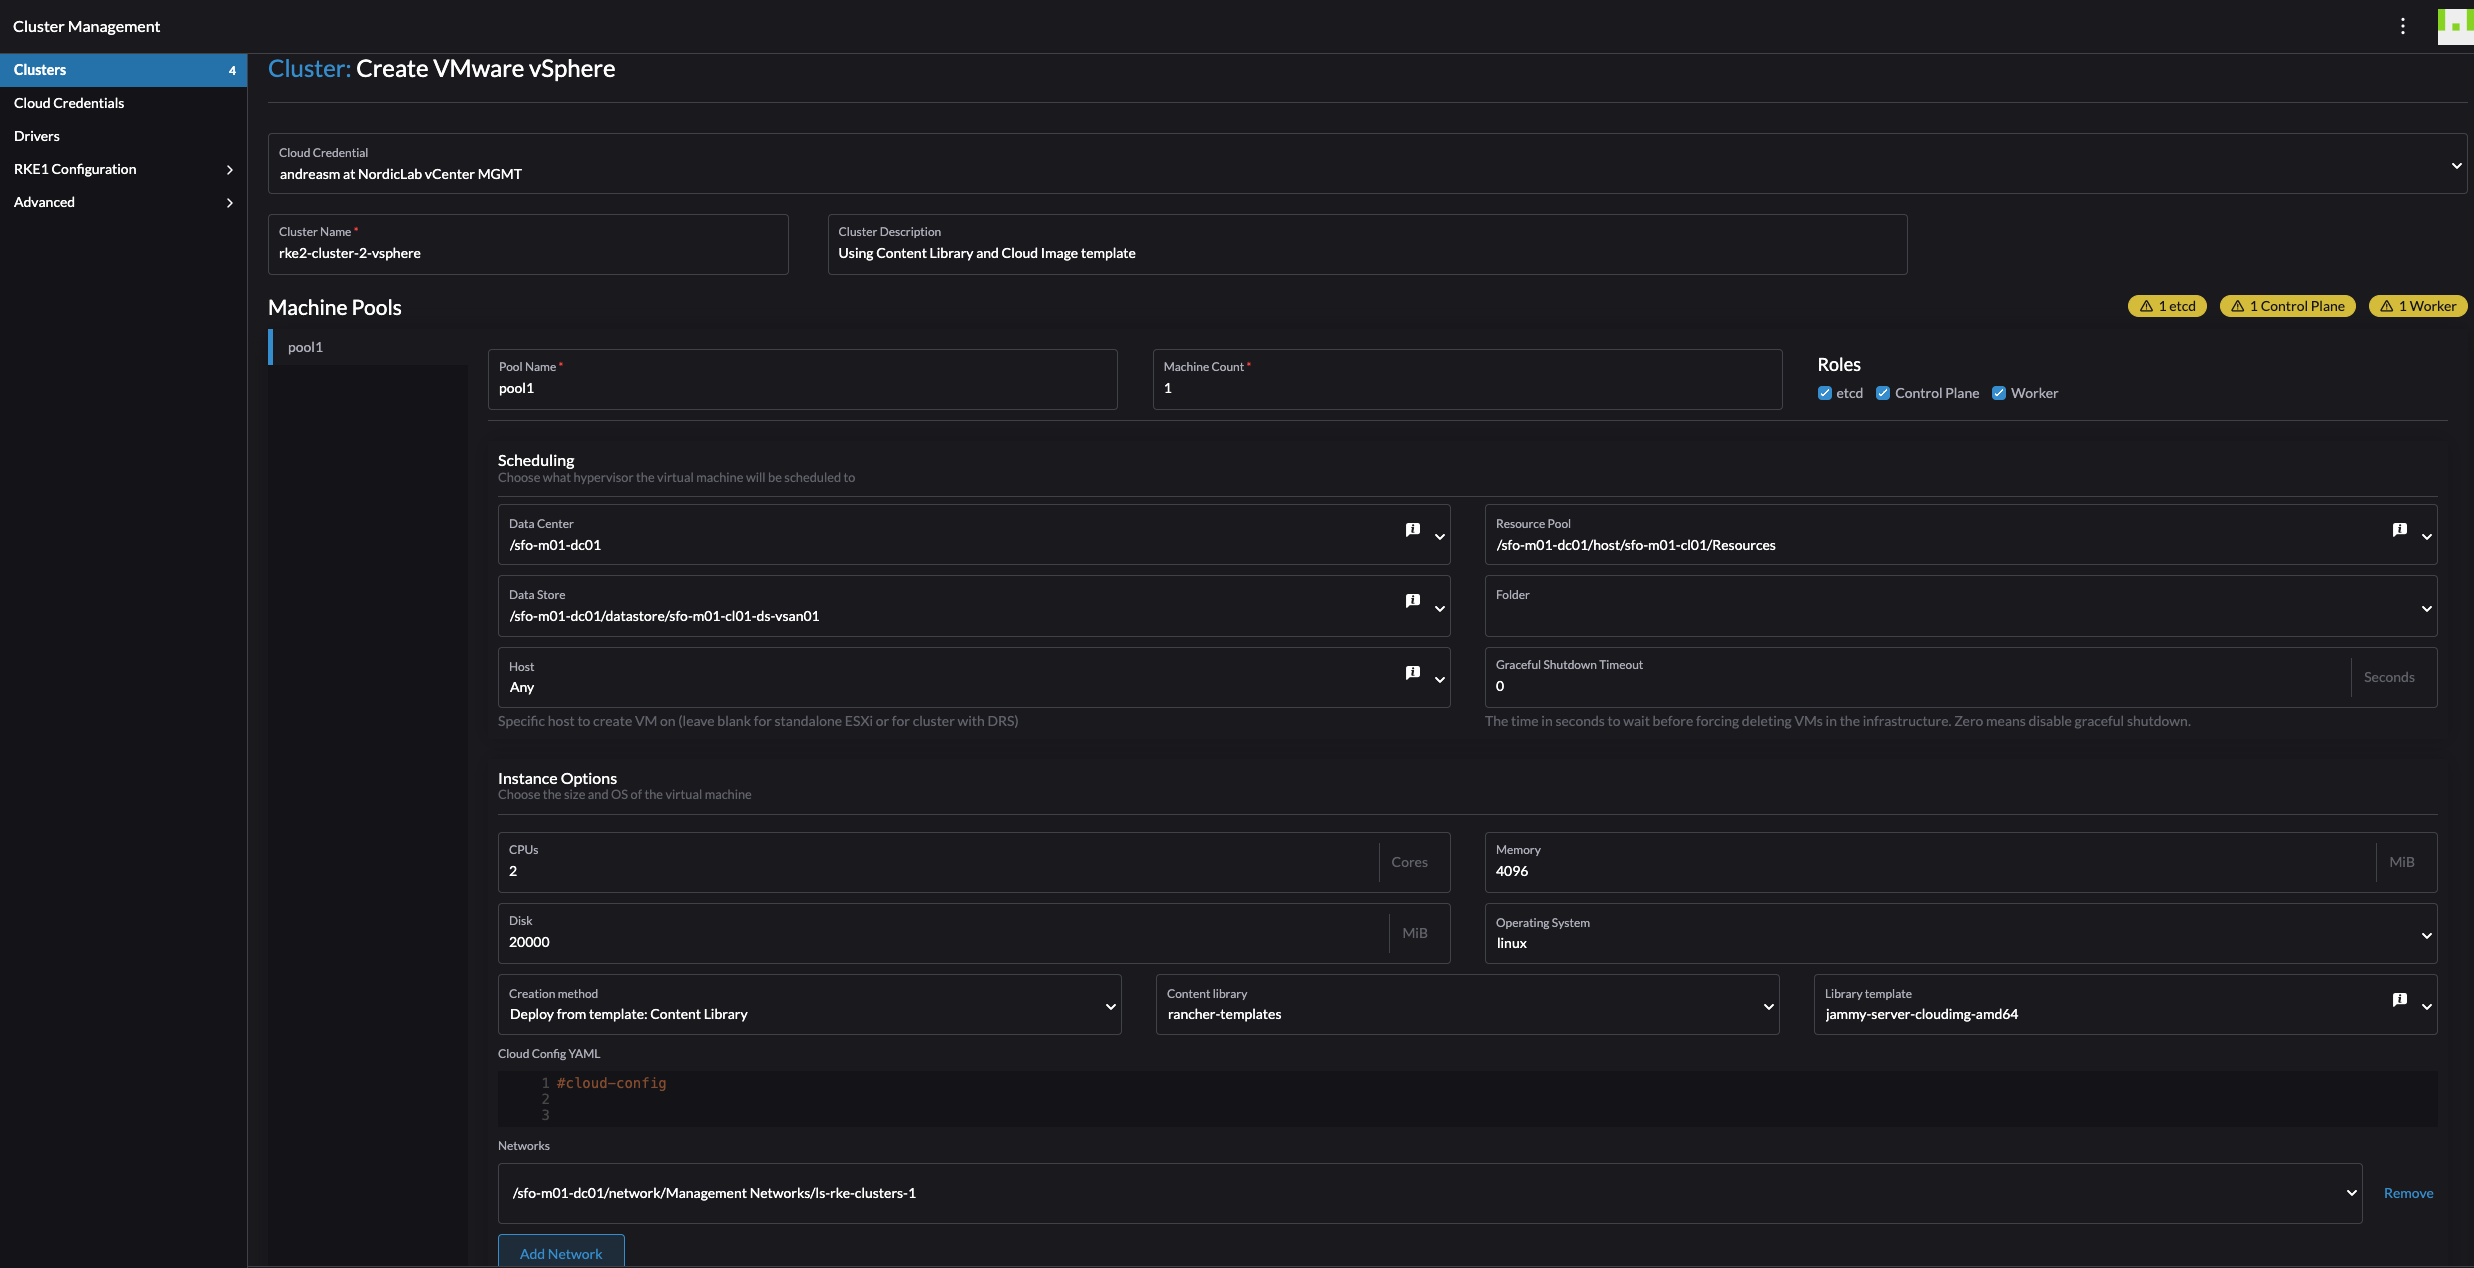 Cluster Management
Clusters 4
Cloud Credentials
Drivers
RKE1 Configuration
Advanced
Cluster: Create VMware vSphere
Cloud Credential
andreasm at NordicLab vCenter MGMT
Cluster Name *
rke2-cluster-2-vsphere
Cluster Description
Using Content Library and Cloud Image template
Machine Pools
1 etcd
1 Control Plane
1 Worker
pool1
Pool Name *
pool1
Machine Count *
1
Roles
etcd
Control Plane
Worker
Scheduling
Choose what hypervisor the virtual machine will be scheduled to
Data Center
/sfo-m01-dc01
Resource Pool
/sfo-m01-dc01/host/sfo-m01-cl01/Resources
Data Store
/sfo-m01-dc01/datastore/sfo-m01-cl01-ds-vsan01
Folder
Host
Any
Specific host to create VM on (leave blank for standalone ESXi or for cluster with DRS)
Graceful Shutdown Timeout
0
Seconds
The time in seconds to wait before forcing deleting VMs in the infrastructure. Zero means disable graceful shutdown.
Instance Options
Choose the size and OS of the virtual machine
CPUs
2
Cores
Memory
4096
MiB
Disk
20000
MiB
Operating System
linux
Creation method
Deploy from template: Content Library
Content library
rancher-templates
Library template
jammy-server-cloudimg-amd64
Cloud Config YAML
1 #cloud-config
2
3
Networks
/sfo-m01-dc01/network/Management Networks/ls-rke-clusters-1
Remove
Add Network